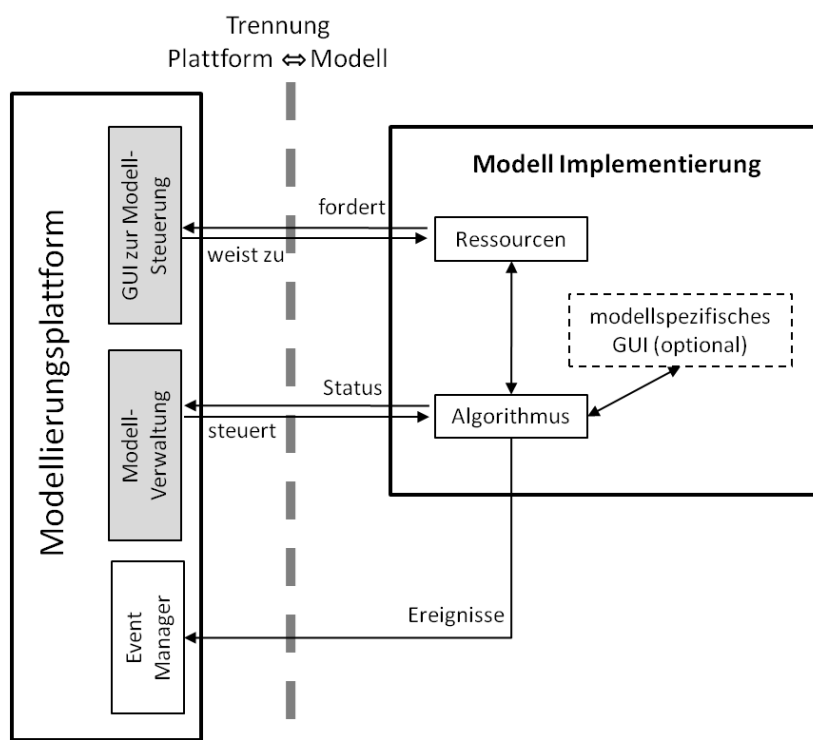 Trennung
Plattform ⇔ Modell
Modellierungsplattform
GUI zur Modell-
Steuerung
Modell-
Verwaltung
Event
Manager
fordert
weist zu
Status
steuert
Ereignisse
Modell Implementierung
Ressourcen
modellspezifisches
GUI (optional)
Algorithmus